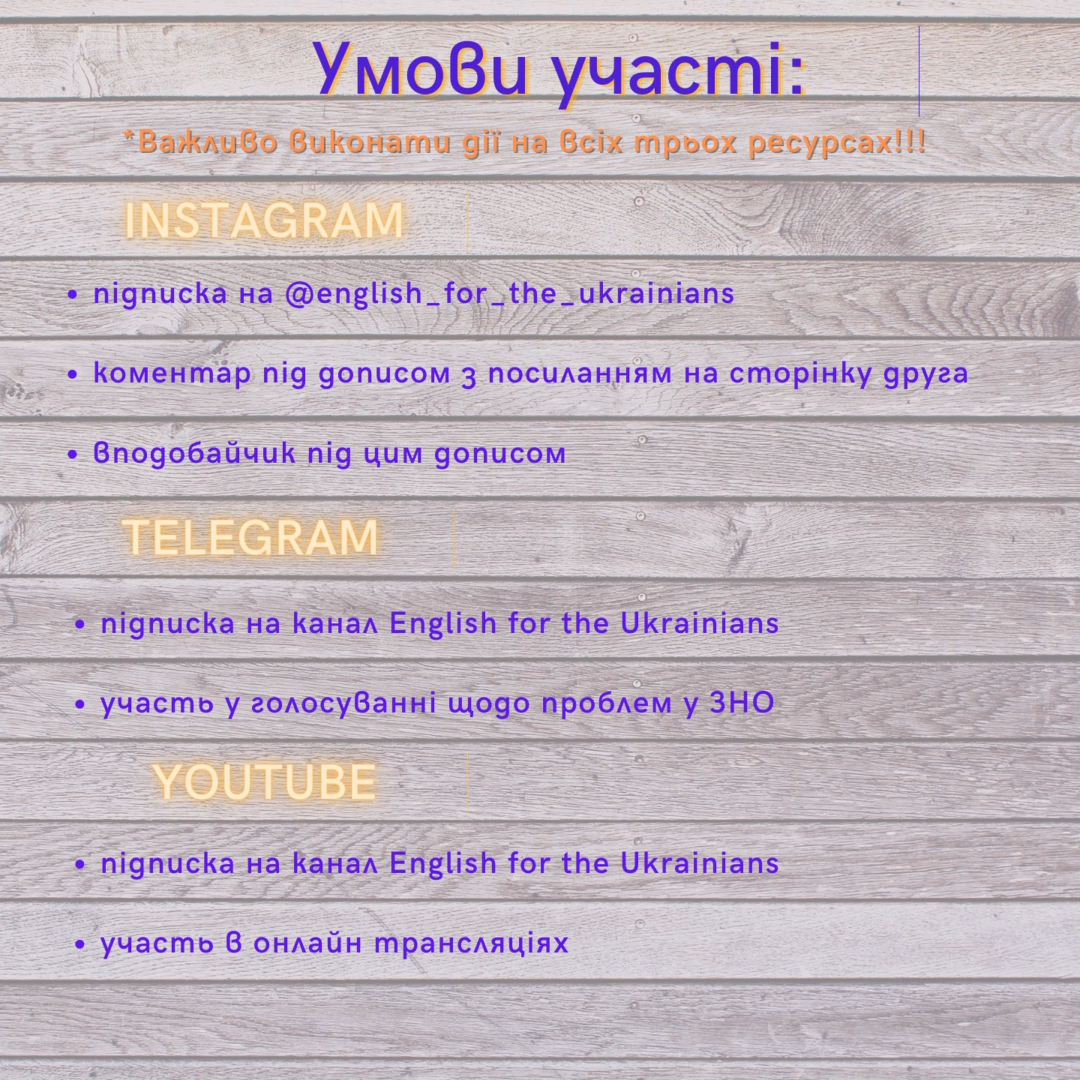 Умови участі:
*Важливо виконати дії на всіх трьох ресурсах!!!
INSTAGRAM
• підписка на @english_for_the_ukrainians
• коментар під дописом з посиланням на сторінку друга
• вподобайчик під цим дописом
TELEGRAM
• підписка на канал English for the Ukrainians
• участь у голосуванні щодо проблем у ЗНО
YOUTUBE
• підписка на канал English for the Ukrainians
• участь в онлайн трансляціях